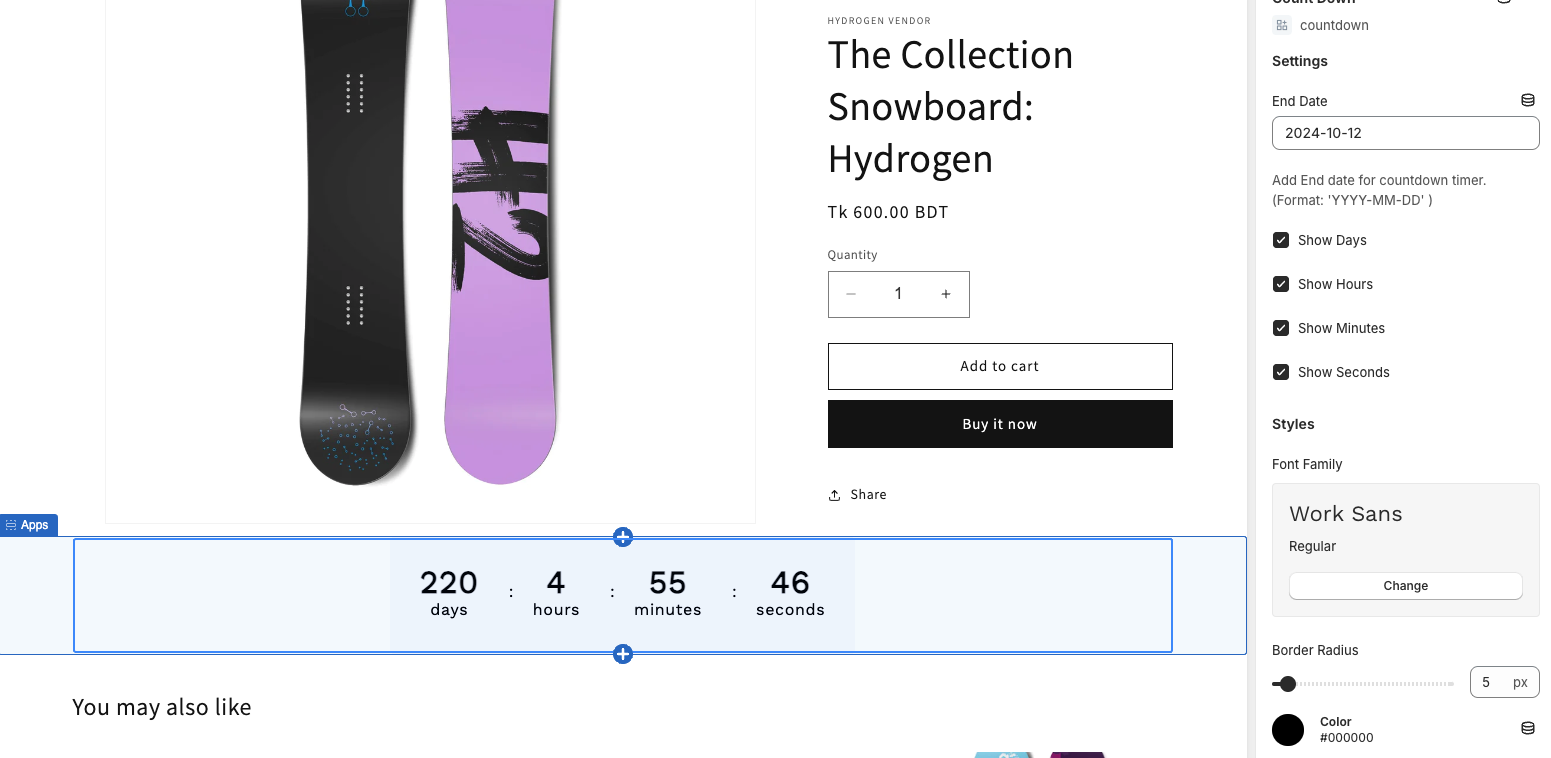 HYDROGEN VENDOR
The Collection
Snowboard:
Hydrogen
Tk 600.00 BDT
Quantity
1
Add to cart
Buy it now
Share
Apps
220 : 4 : 55 : 46
days hours minutes seconds
You may also like
Count Down
countdown
Settings
End Date
2024-10-12
Add End date for countdown timer.
(Format: 'YYYY-MM-DD' )
Show Days
Show Hours
Show Minutes
Show Seconds
Styles
Font Family
Work Sans
Regular
Change
Border Radius
5 px
Color
#000000